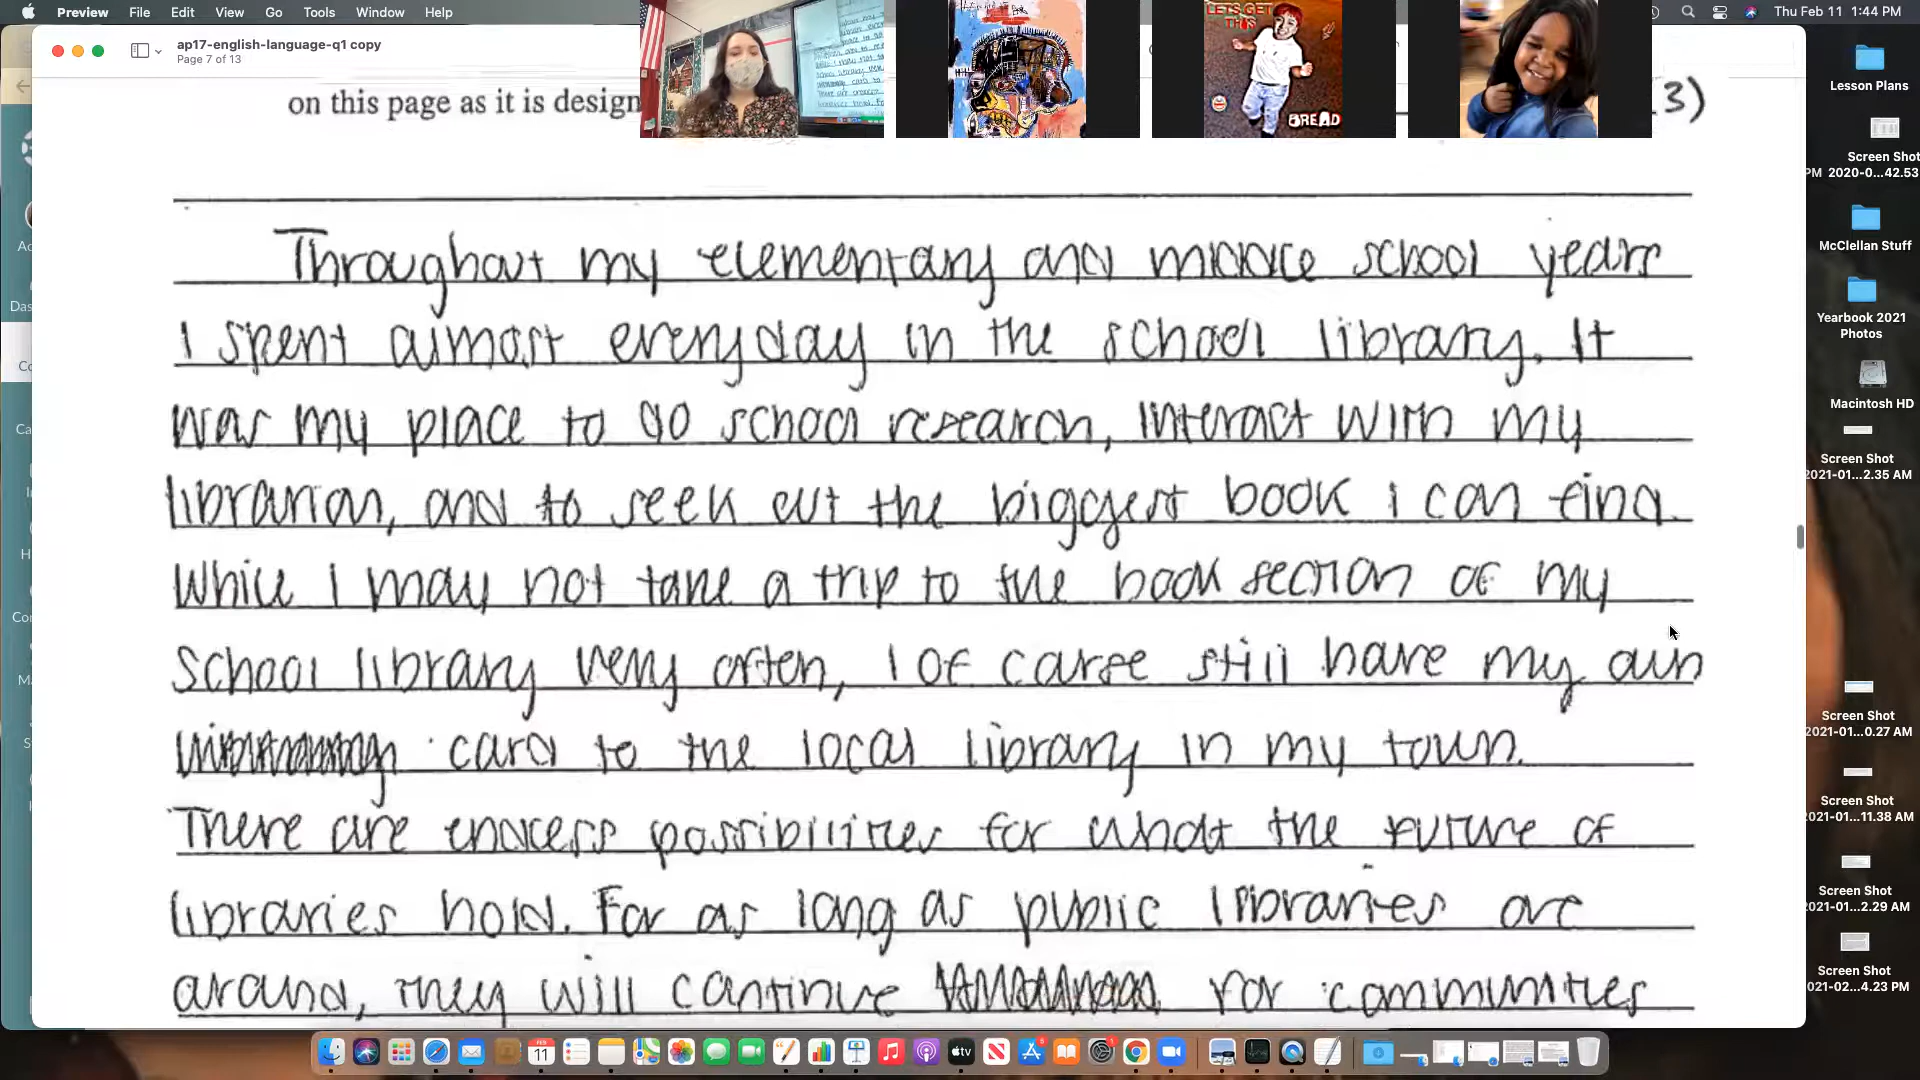 Preview File Edit View Go Tools Window Help
Thu Feb 11 1:44 PM
ap17-english-language-q1 copy
Page 7 of 13
on this page as it is design
3)
LETS GET
THIS
BREAD
Throughout my elementary and middle school years
I spent almost everyday in the school library. It
was my place to do school research, interact with my
librarian, and to seek out the biggest book i can find.
While I may not take a trip to the book section of my
school library very often, I of carse still have my own
card to the local library in my town.
There are endless possibilities for what the future of
libraries hold. For as long as public libraries are
around, they will continue for communities
Lesson Plans
Screen Shot
PM 2020-0...42.53
McClellan Stuff
Yearbook 2021
Photos
Macintosh HD
Screen Shot
2021-01...2.35 AM
Screen Shot
2021-01...0.27 AM
Screen Shot
2021-01...11.38 AM
Screen Shot
2021-01...2.29 AM
Screen Shot
021-02...4.23 PM
FEB
11
tv